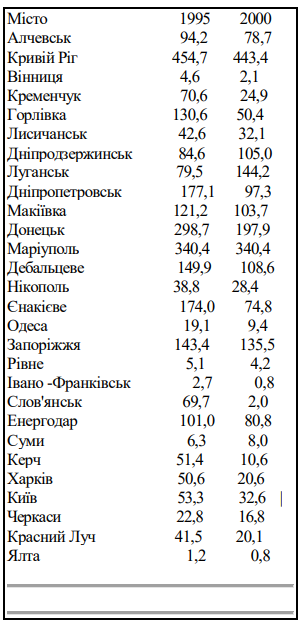 Місто 1995 2000
Алчевськ 94,2 78,7
Кривій Ріг 454,7 443,4
Вінниця 4,6 2,1
Кременчук 70,6 24,9
Горлівка 130,6 50,4
Лисичанськ 42,6 32,1
Дніпродзержинськ 84,6 105,0
Луганськ 79,5 144,2
Дніпропетровськ 177,1 97,3
Макіївка 121,2 103,7
Донецьк 298,7 197,9
Маріуполь 340,4 340,4
Дебальцеве 149,9 108,6
Нікополь 38,8 28,4
Єнакієве 174,0 74,8
Одеса 19,1 9,4
Запоріжжя 143,4 135,5
Рівне 5,1 4,2
Івано -Франківськ 2,7 0,8
Слов'янськ 69,7 2,0
Енергодар 101,0 80,8
Суми 6,3 8,0
Керч 51,4 10,6
Харків 50,6 20,6
Київ 53,3 32,6
Черкаси 22,8 16,8
Красний Луч 41,5 20,1
Ялта 1,2 0,8